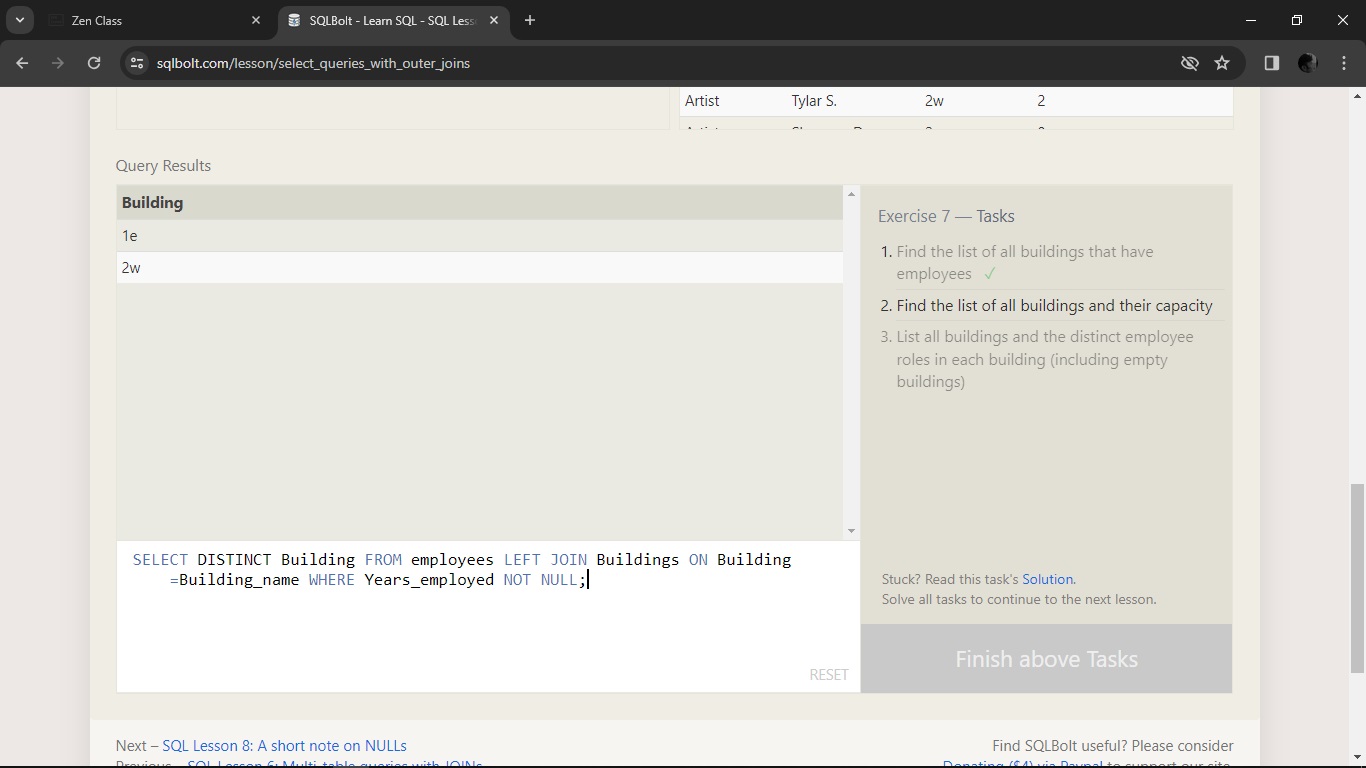 Zen Class
SQLBolt - Learn SQL - SQL Less
sqlbolt.com/lesson/select_queries_with_outer_joins
Artist Tylar S. 2w 2
Query Results
Building
1e
2w
Exercise 7 — Tasks
1. Find the list of all buildings that have
employees ✓
2. Find the list of all buildings and their capacity
3. List all buildings and the distinct employee
roles in each building (including empty
buildings)
SELECT DISTINCT Building FROM employees LEFT JOIN Buildings ON Building
=Building_name WHERE Years_employed NOT NULL;
RESET
Stuck? Read this task's Solution.
Solve all tasks to continue to the next lesson.
Finish above Tasks
Next – SQL Lesson 8: A short note on NULLs
Previous – SQL Lesson 6: Multi-table queries with JOINs
Find SQLBolt useful? Please consider
Donating ($4) via Paypal to support our site.